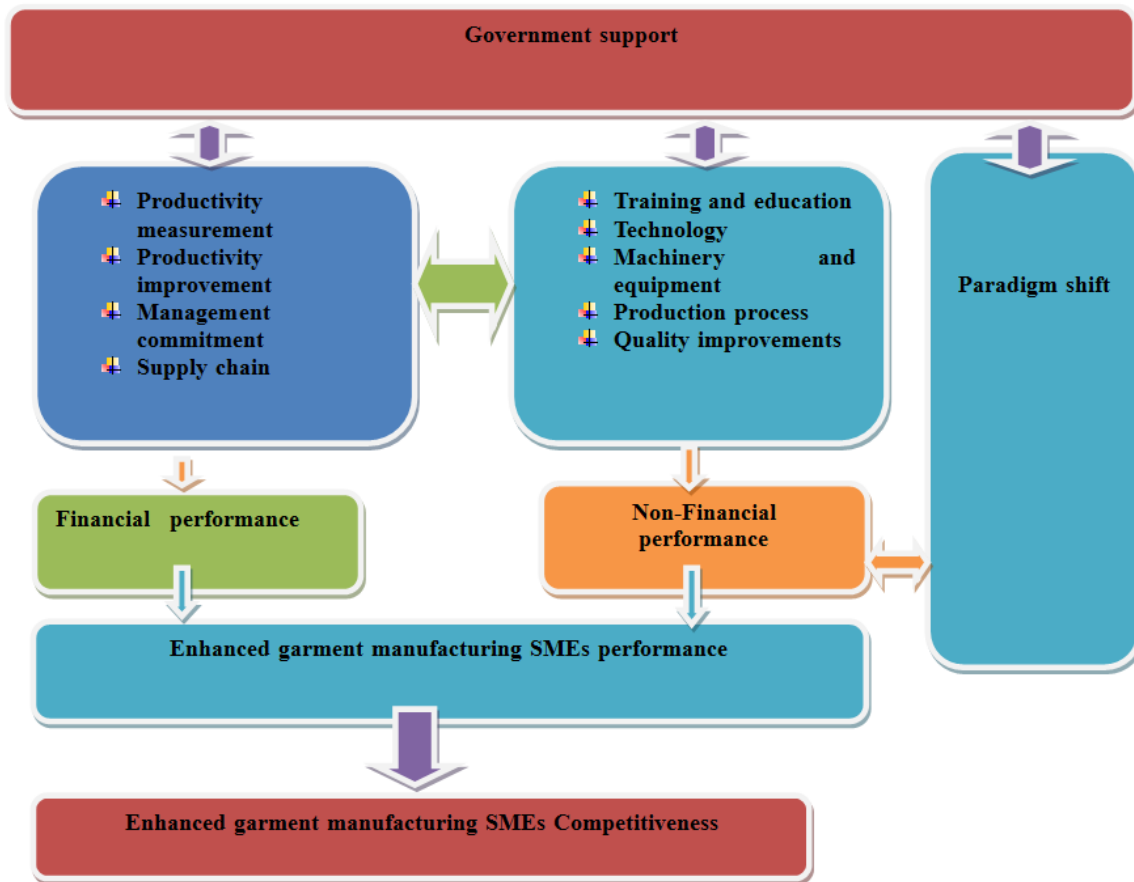 Government support
Productivity
measurement
Productivity
improvement
Management
commitment
Supply chain
Training and education
Technology
Machinery and
equipment
Production process
Quality improvements
Paradigm shift
Financial performance
Non-Financial
performance
Enhanced garment manufacturing SMEs performance
Enhanced garment manufacturing SMEs Competitiveness